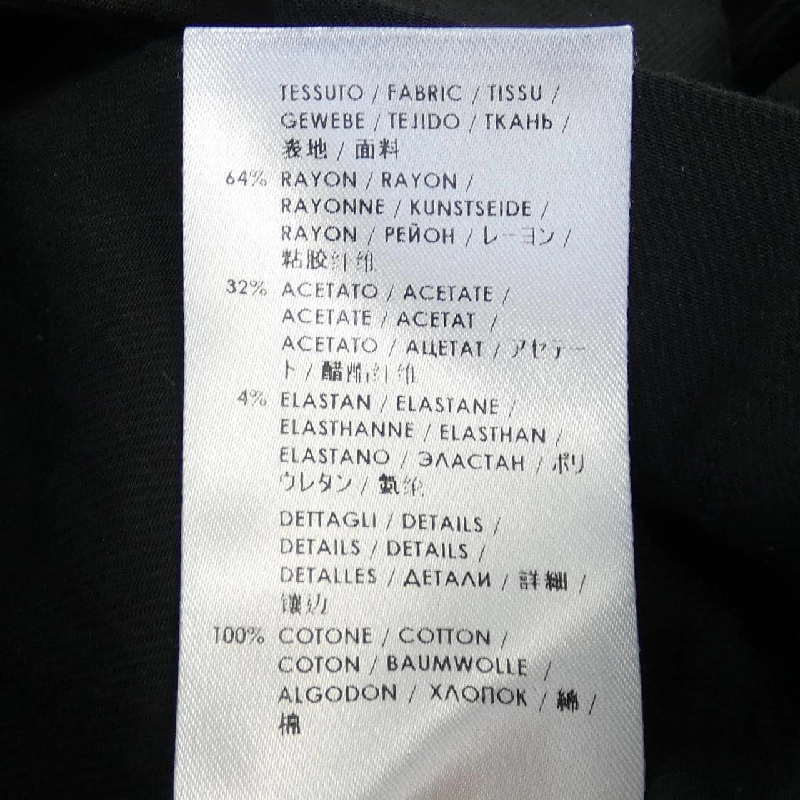 TESSUTO / FABRIC / TISSU /
GEWEBE / TEJIDO / ТКАНЬ /
表地 / 面料
64% RAYON / RAYON /
RAYONNE / KUNSTSEIDE /
RAYON / РЕЙОН / レーヨン /
粘胶纤维
32% ACETATO / ACETATE /
ACETATE / ACETAT /
ACETATO / АЦЕТАТ / アセテー
ト / 醋酯纤维
4% ELASTAN / ELASTANE /
ELASTHANNE / ELASTHAN /
ELASTANO / ЭЛАСТАН / ポリ
ウレタン / 氨纶
DETTAGLI / DETAILS /
DETAILS / DETAILS /
DETALLES / ДЕТАЛИ / 詳細 /
镶边
100% COTONE / COTTON /
COTON / BAUMWOLLE /
ALGODON / ХЛОПОК / 綿 /
棉